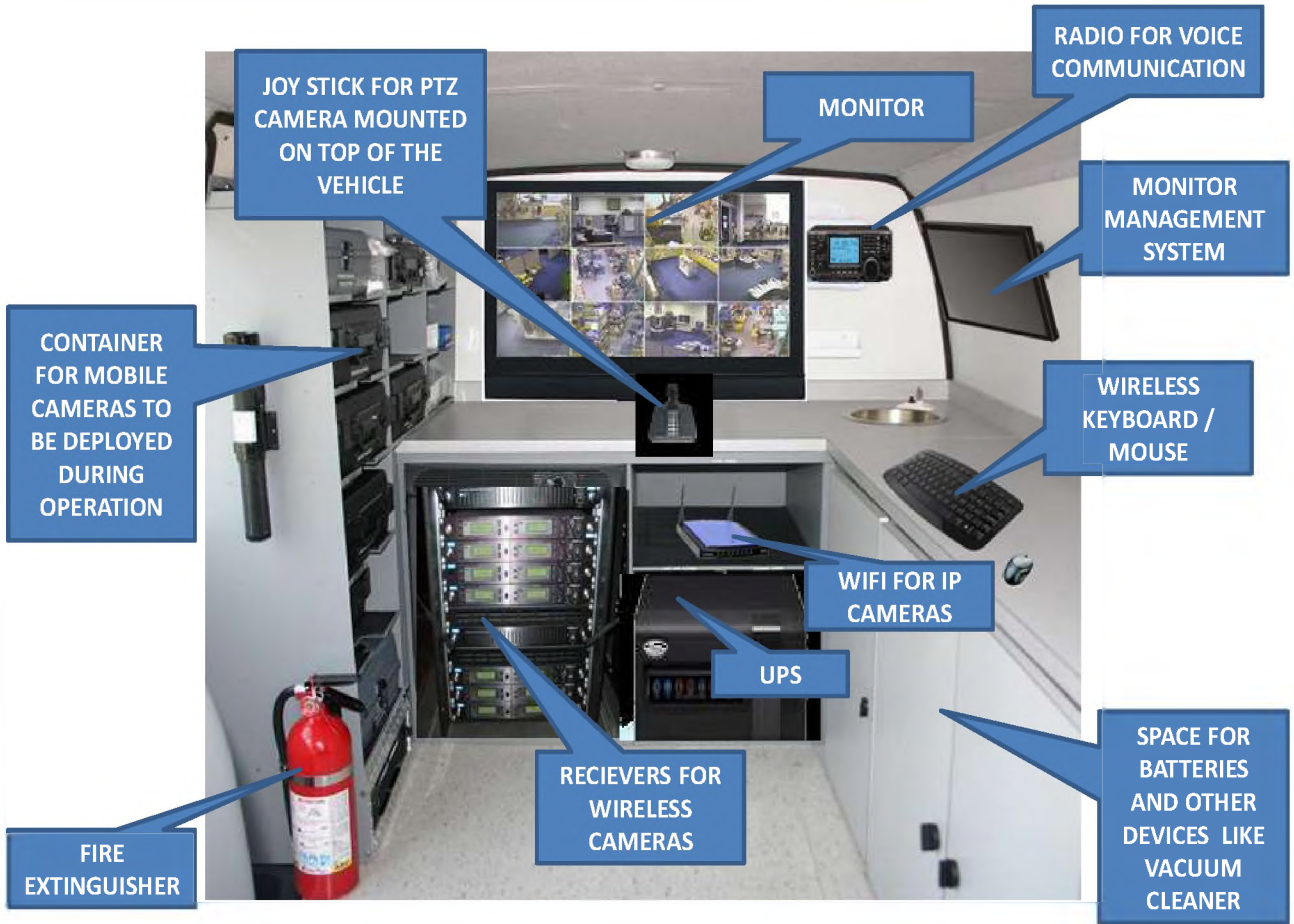 RADIO FOR VOICE
COMMUNICATION
JOY STICK FOR PTZ
CAMERA MOUNTED
ON TOP OF THE
VEHICLE
MONITOR
MONITOR
MANAGEMENT
SYSTEM
CONTAINER
FOR MOBILE
CAMERAS TO
BE DEPLOYED
DURING
OPERATION
WIRELESS
KEYBOARD /
MOUSE
WIFI FOR IP
CAMERAS
UPS
SPACE FOR
BATTERIES
AND OTHER
DEVICES LIKE
VACUUM
CLEANER
RECIEVERS FOR
WIRELESS
CAMERAS
FIRE
EXTINGUISHER